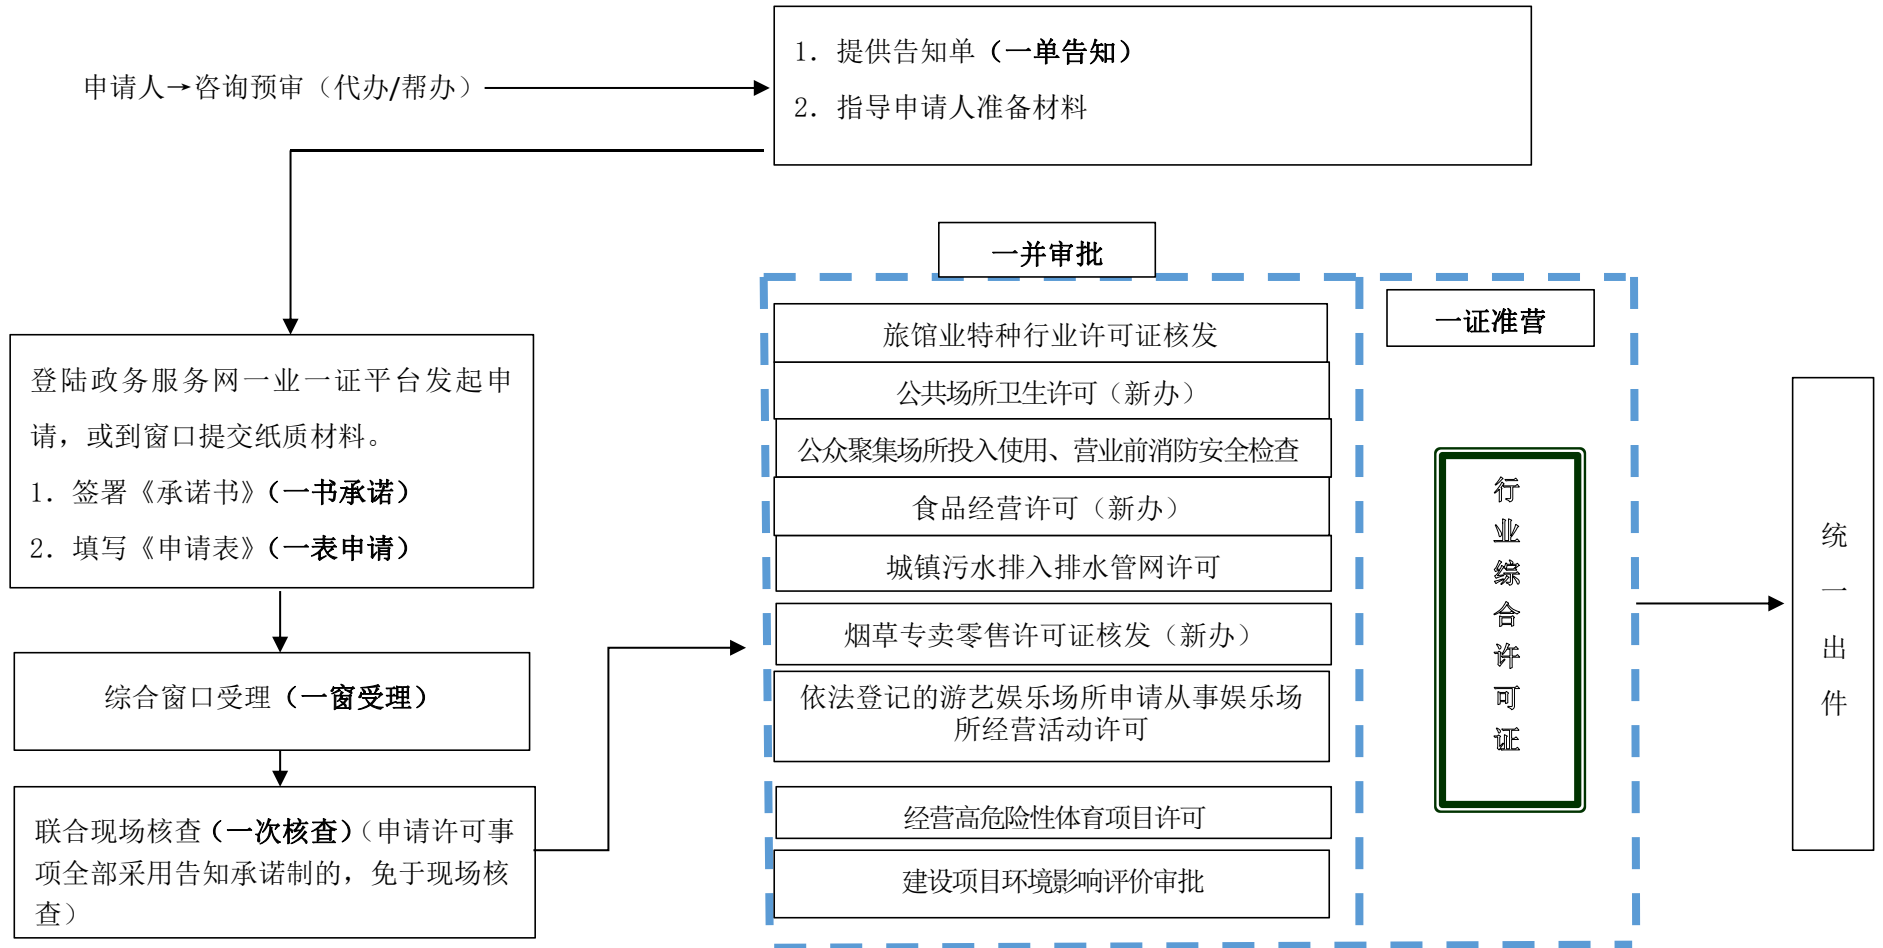 申请人→咨询预审（代办/帮办）
1. 提供告知单（一单告知）
2. 指导申请人准备材料
登陆政务服务网一业一证平台发起申
请，或到窗口提交纸质材料。
1. 签署《承诺书》（一书承诺）
2. 填写《申请表》（一表申请）
综合窗口受理（一窗受理）
联合现场核查（一次核查）（申请许可事
项全部采用告知承诺制的，免于现场核
查）
一并审批
旅馆业特种行业许可证核发
公共场所卫生许可（新办）
公众聚集场所投入使用、营业前消防安全检查
食品经营许可（新办）
城镇污水排入排水管网许可
烟草专卖零售许可证核发（新办）
依法登记的游艺娱乐场所申请从事娱乐场
所经营活动许可
经营高危险性体育项目许可
建设项目环境影响评价审批
一证准营
行业综合许可证
统一出件